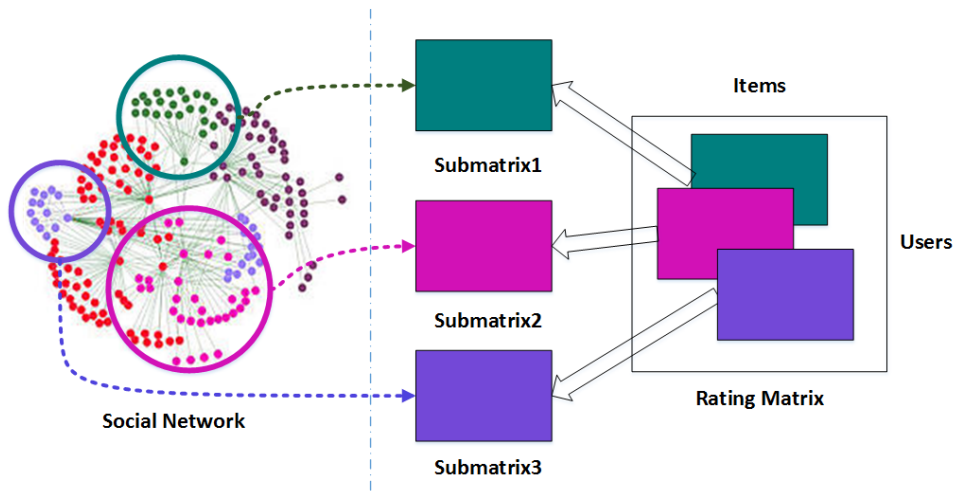 Items
Submatrix1
Users
Submatrix2
Rating Matrix
Social Network
Submatrix3